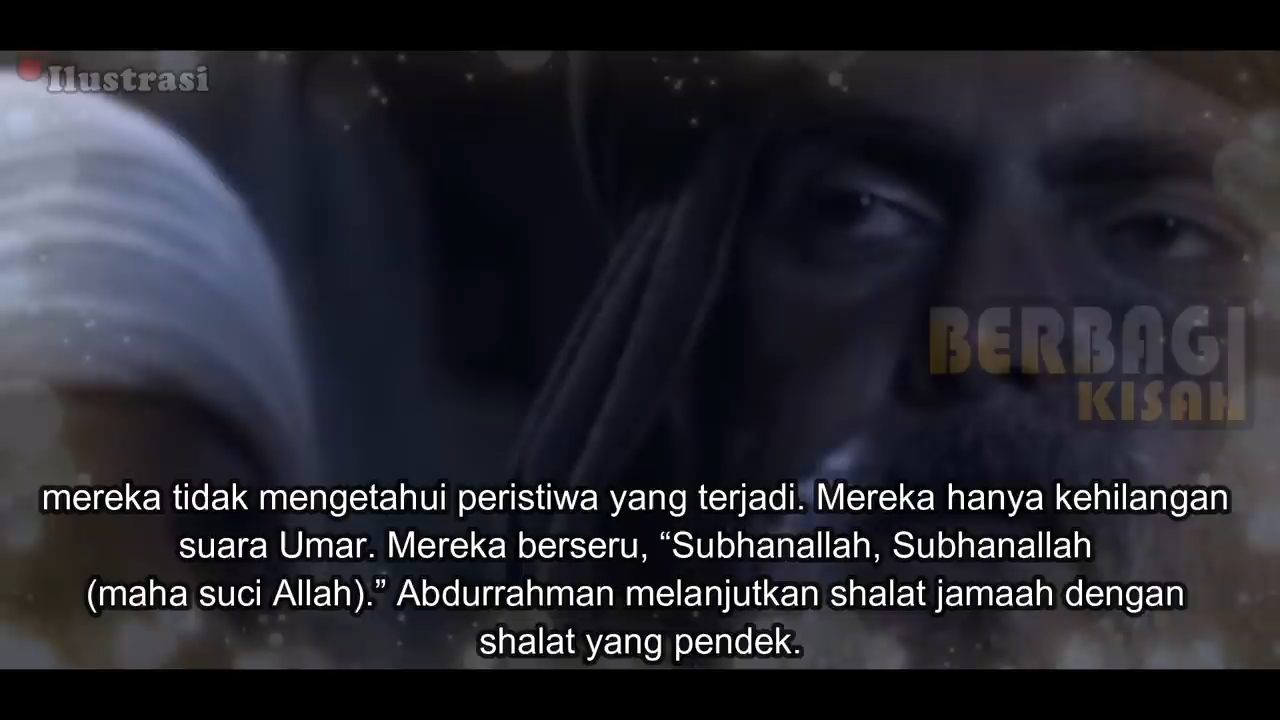 Ilustrasi
BERBAGI
KISAH
mereka tidak mengetahui peristiwa yang terjadi. Mereka hanya kehilangan
suara Umar. Mereka berseru, “Subhanallah, Subhanallah
(maha suci Allah).” Abdurrahman melanjutkan shalat jamaah dengan
shalat yang pendek.